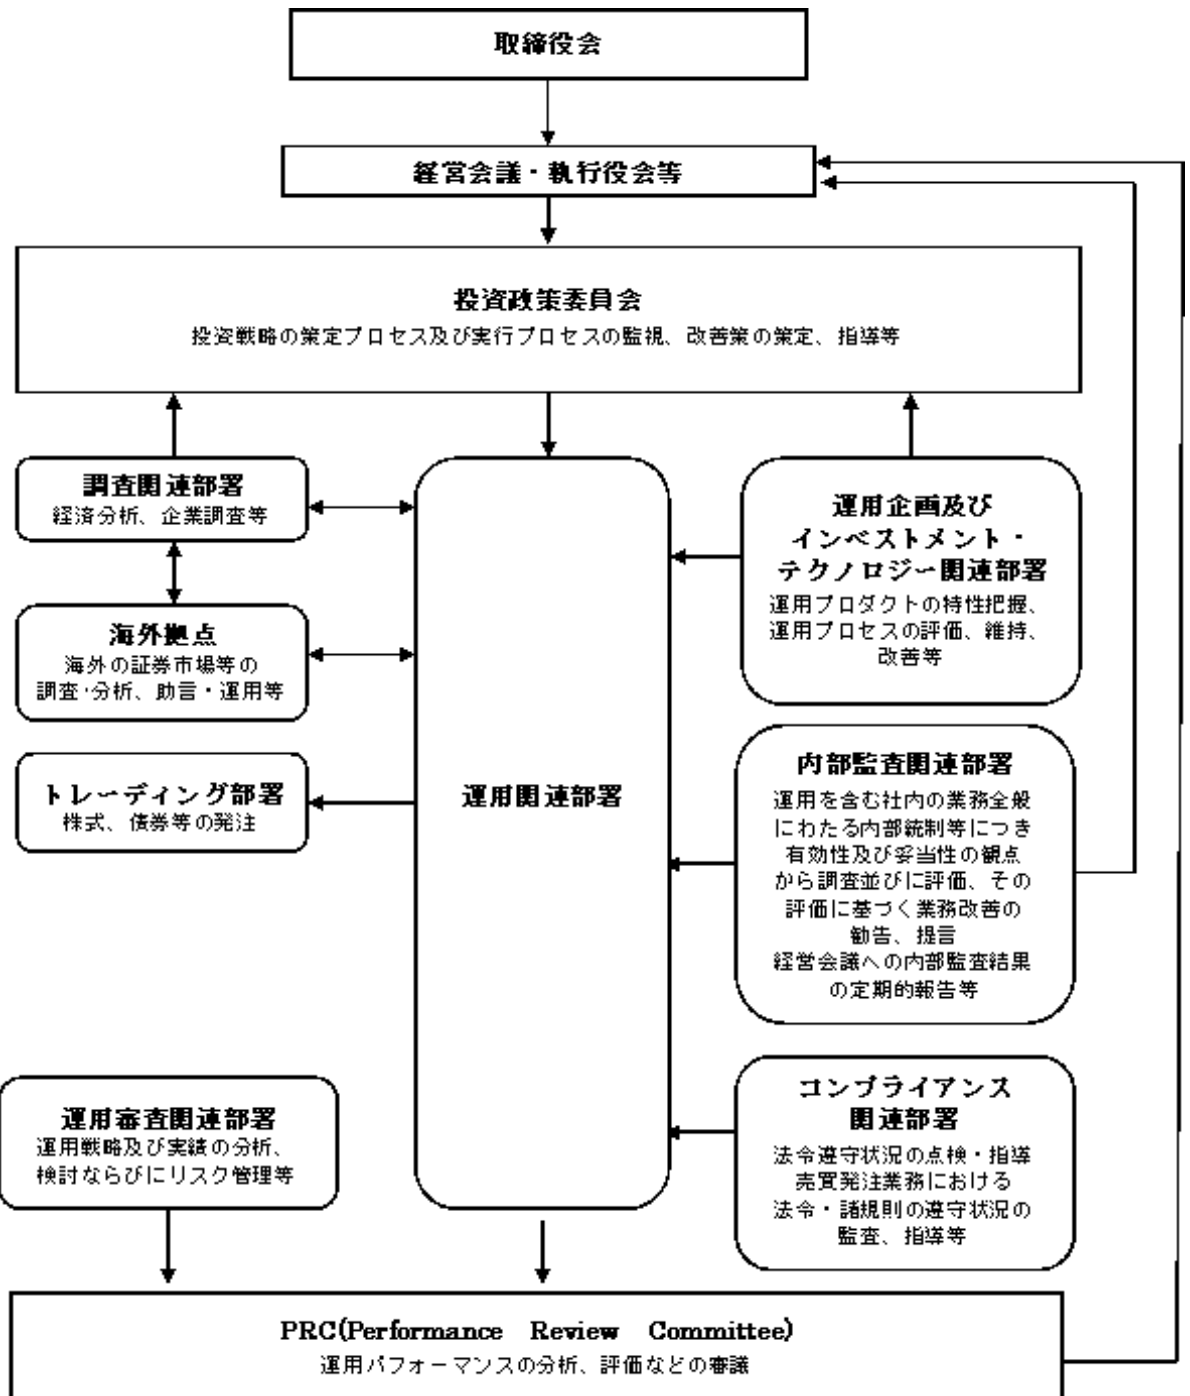 取締役会
経営会議・執行役会等
投資政策委員会
投資戦略の策定プロセス及び実行プロセスの監視、改善策の策定、指導等
調査関連部署
経済分析、企業調査等
海外拠点
海外の証券市場等の
調査・分析、助言・運用等
トレーディング部署
株式、債券等の発注
運用関連部署
運用企画及び
インベストメント・
テクノロジー関連部署
運用プロダクトの特性把握、
運用プロセスの評価、維持、
改善等
内部監査関連部署
運用を含む社内の業務全般
にわたる内部統制等につき
有効性及び妥当性の観点
から調査並びに評価、その
評価に基づく業務改善の
勧告、提言
経営会議への内部監査結果
の定期的報告等
コンプライアンス
関連部署
法令遵守状況の点検・指導
売買発注業務における
法令・諸規則の遵守状況の
監査、指導等
運用審査関連部署
運用戦略及び実績の分析、
検討ならびにリスク管理等
PRC(Performance Review Committee)
運用パフォーマンスの分析、評価などの審議